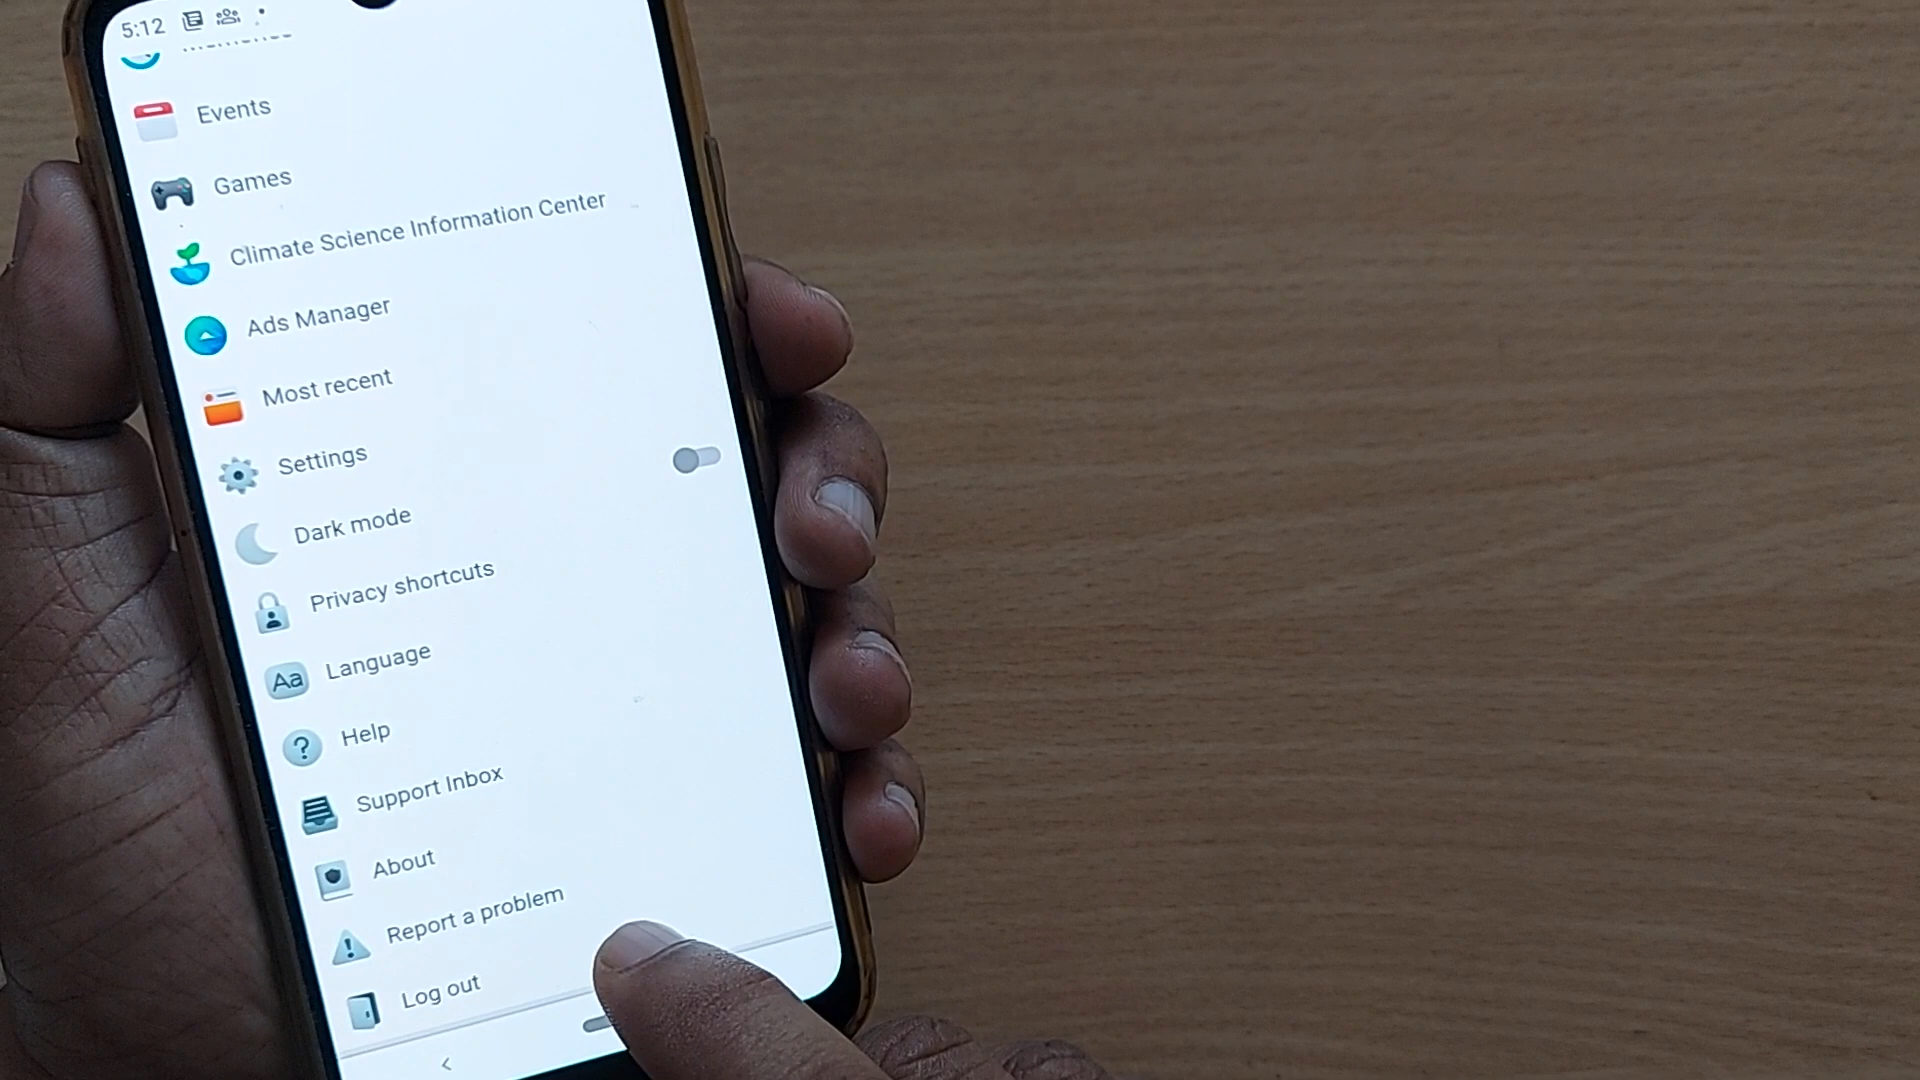 5:12
Events
Games
Climate Science Information Center
Ads Manager
Most recent
Settings
Dark mode
Privacy shortcuts
Aa
Language
?
Help
Support Inbox
About
Report a problem
Log out